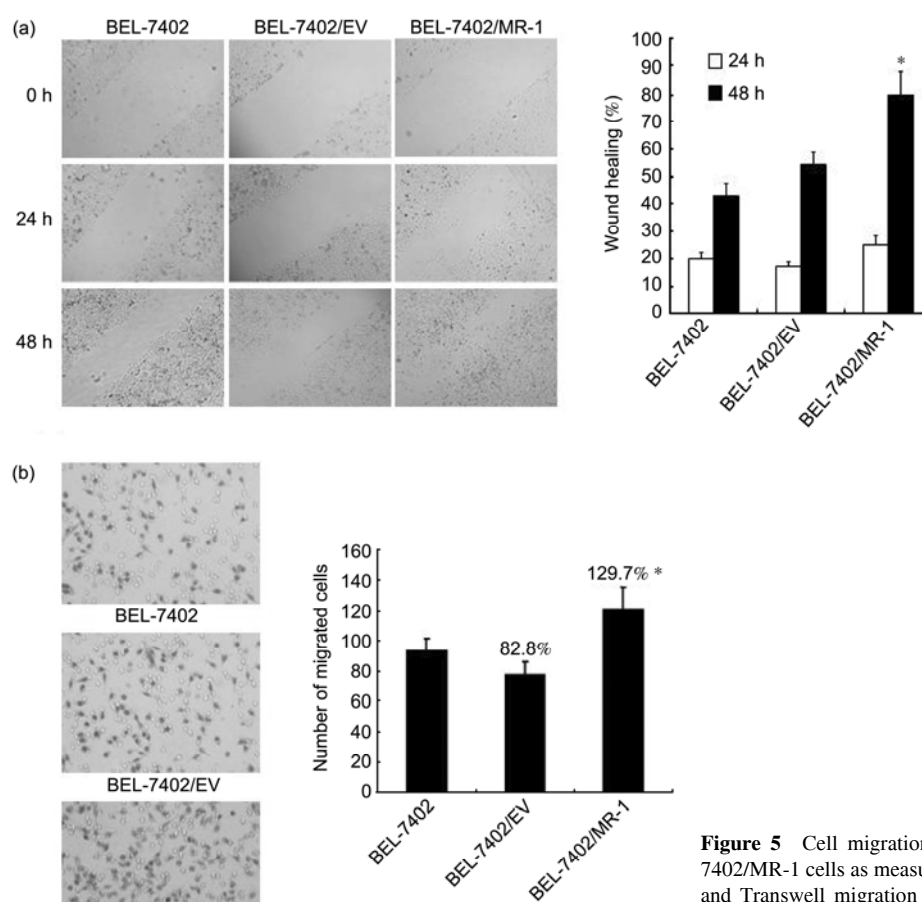 (a)
BEL-7402 BEL-7402/EV BEL-7402/MR-1
0 h
24 h
48 h
100
90
80
70
60
50
40
30
20
10
0
Wound healing (%)
24 h
48 h
*
BEL-7402
BEL-7402/EV
BEL-7402/MR-1
(b)
BEL-7402
BEL-7402/EV
160
140
120
100
80
60
40
20
0
Number of migrated cells
82.8%
129.7% *
BEL-7402
BEL-7402/EV
BEL-7402/MR-1
Figure 5 Cell migration
7402/MR-1 cells as measu
and Transwell migration